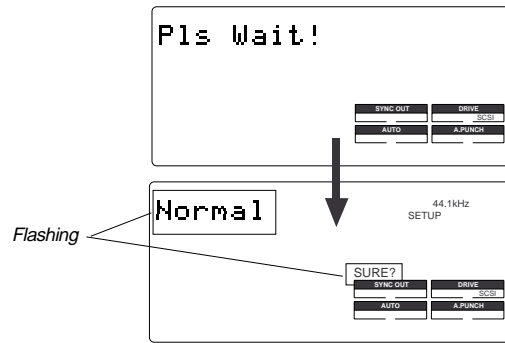 Pls Wait!
SYNC OUT DRIVE
SCSI
AUTO A.PUNCH
Normal
44.1kHz
SETUP
Flashing
SURE?
SYNC OUT DRIVE
SCSI
AUTO A.PUNCH